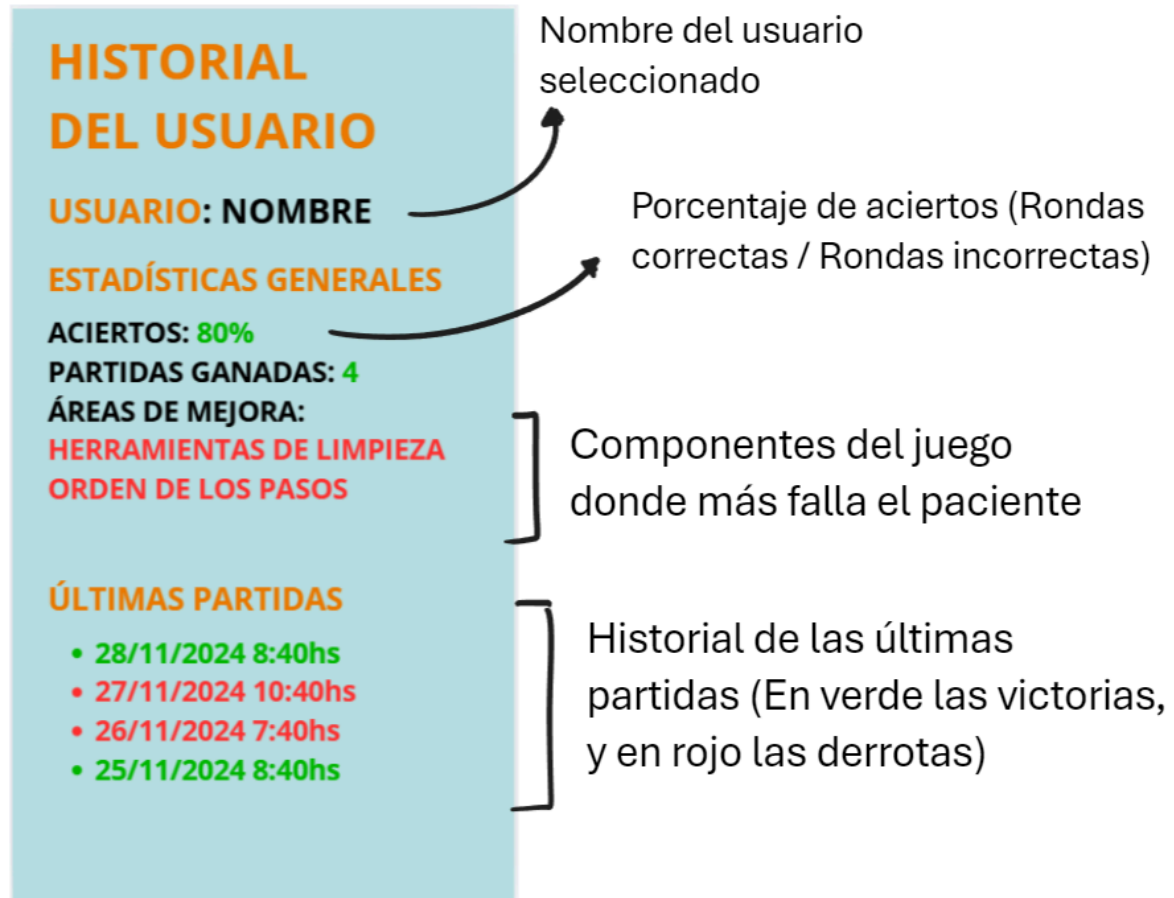 HISTORIAL
DEL USUARIO
Nombre del usuario
seleccionado
USUARIO: NOMBRE
Porcentaje de aciertos (Rondas
correctas / Rondas incorrectas)
ESTADÍSTICAS GENERALES
ACIERTOS: 80%
PARTIDAS GANADAS: 4
ÁREAS DE MEJORA:
HERRAMIENTAS DE LIMPIEZA
ORDEN DE LOS PASOS
Componentes del juego
donde más falla el paciente
ÚLTIMAS PARTIDAS
• 28/11/2024 8:40hs
• 27/11/2024 10:40hs
• 26/11/2024 7:40hs
• 25/11/2024 8:40hs
Historial de las últimas
partidas (En verde las victorias,
y en rojo las derrotas)